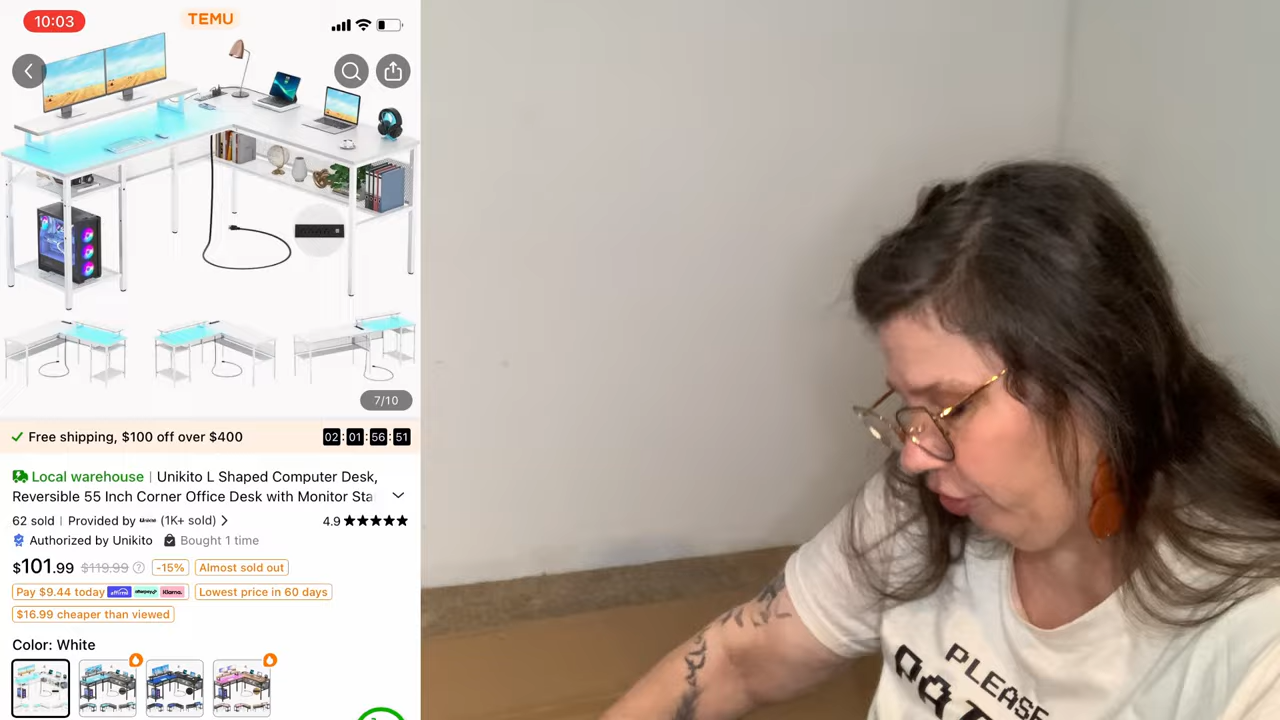 10:03
TEMU
7/10
Free shipping, $100 off over $400
02:01:56:51
Local warehouse | Unikito L Shaped Computer Desk,
Reversible 55 Inch Corner Office Desk with Monitor Sta
62 sold | Provided by (1K+ sold)
4.9
Authorized by Unikito
Bought 1 time
$101.99 $119.99 -15% Almost sold out
Pay $9.44 today affirm afterpay Klarna.
Lowest price in 60 days
$16.99 cheaper than viewed
Color: White
PLEASE